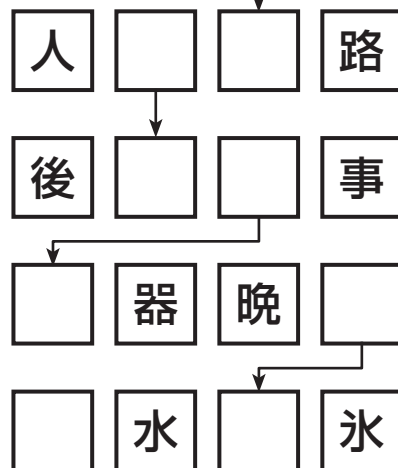 人 路
後 事
器 晩
水 氷